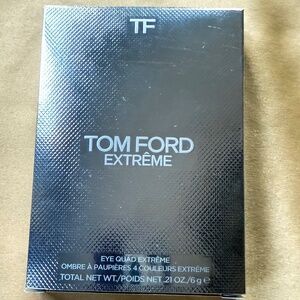 TF
TOM FORD
EXTRÊME
EYE QUAD EXTRÊME
OMBRE À PAUPIÈRES 4 COULEURS EXTRÊME
TOTAL NET WT./POIDS NET .21 OZ/6 g ℮